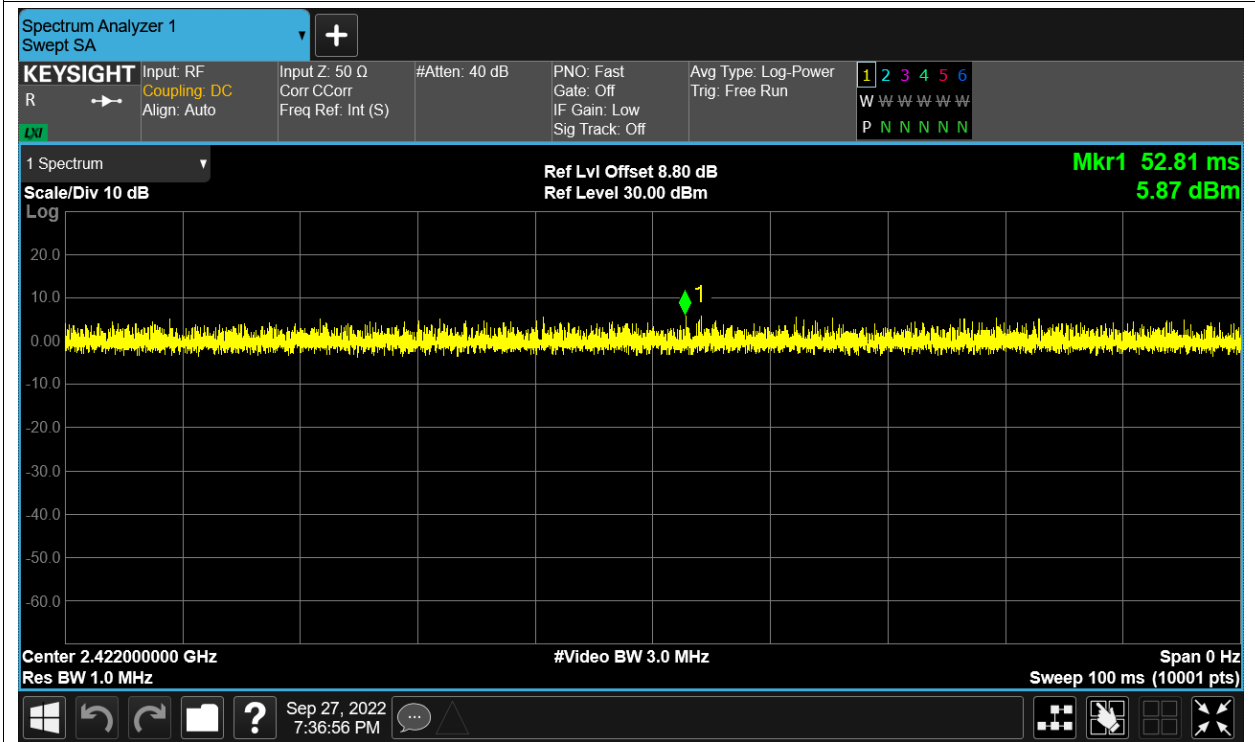 Spectrum Analyzer 1
Swept SA
KEYSIGHT Input: RF Input Z: 50 Ω #Atten: 40 dB PNO: Fast Avg Type: Log-Power 1 2 3 4 5 6
R Coupling: DC Corr CCorr Gate: Off Trig: Free Run W W W W W W
Align: Auto Freq Ref: Int (S) IF Gain: Low
LXI Sig Track: Off P N N N N N
1 Spectrum Ref Lvl Offset 8.80 dB Mkr1 52.81 ms
Scale/Div 10 dB Ref Level 30.00 dBm 5.87 dBm
Log
20.0
10.0
1
0.00
-10.0
-20.0
-30.0
-40.0
-50.0
-60.0
Center 2.422000000 GHz #Video BW 3.0 MHz Span 0 Hz
Res BW 1.0 MHz Sweep 100 ms (10001 pts)
? Sep 27, 2022
7:36:56 PM